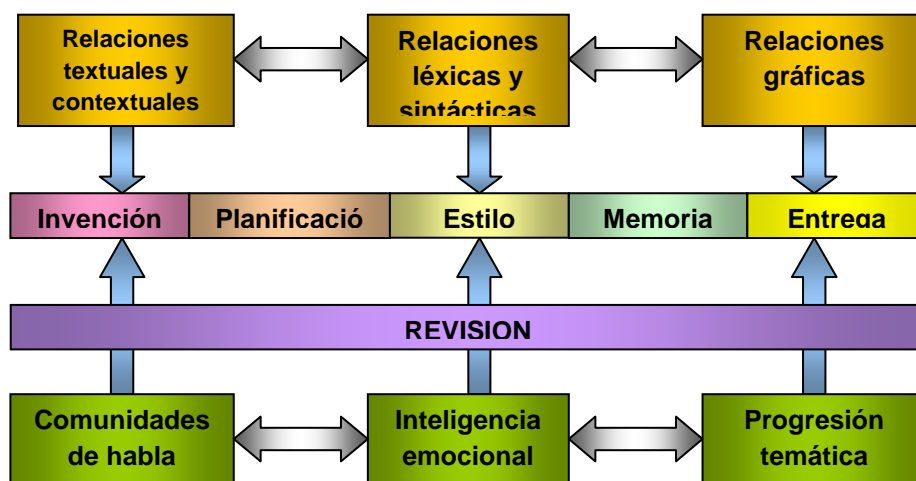 Relaciones
textuales y
contextuales
Relaciones
léxicas y
sintácticas
Relaciones
gráficas
Invención
Planificació
Estilo
Memoria
Entrega
REVISION
Comunidades
de habla
Inteligencia
emocional
Progresión
temática